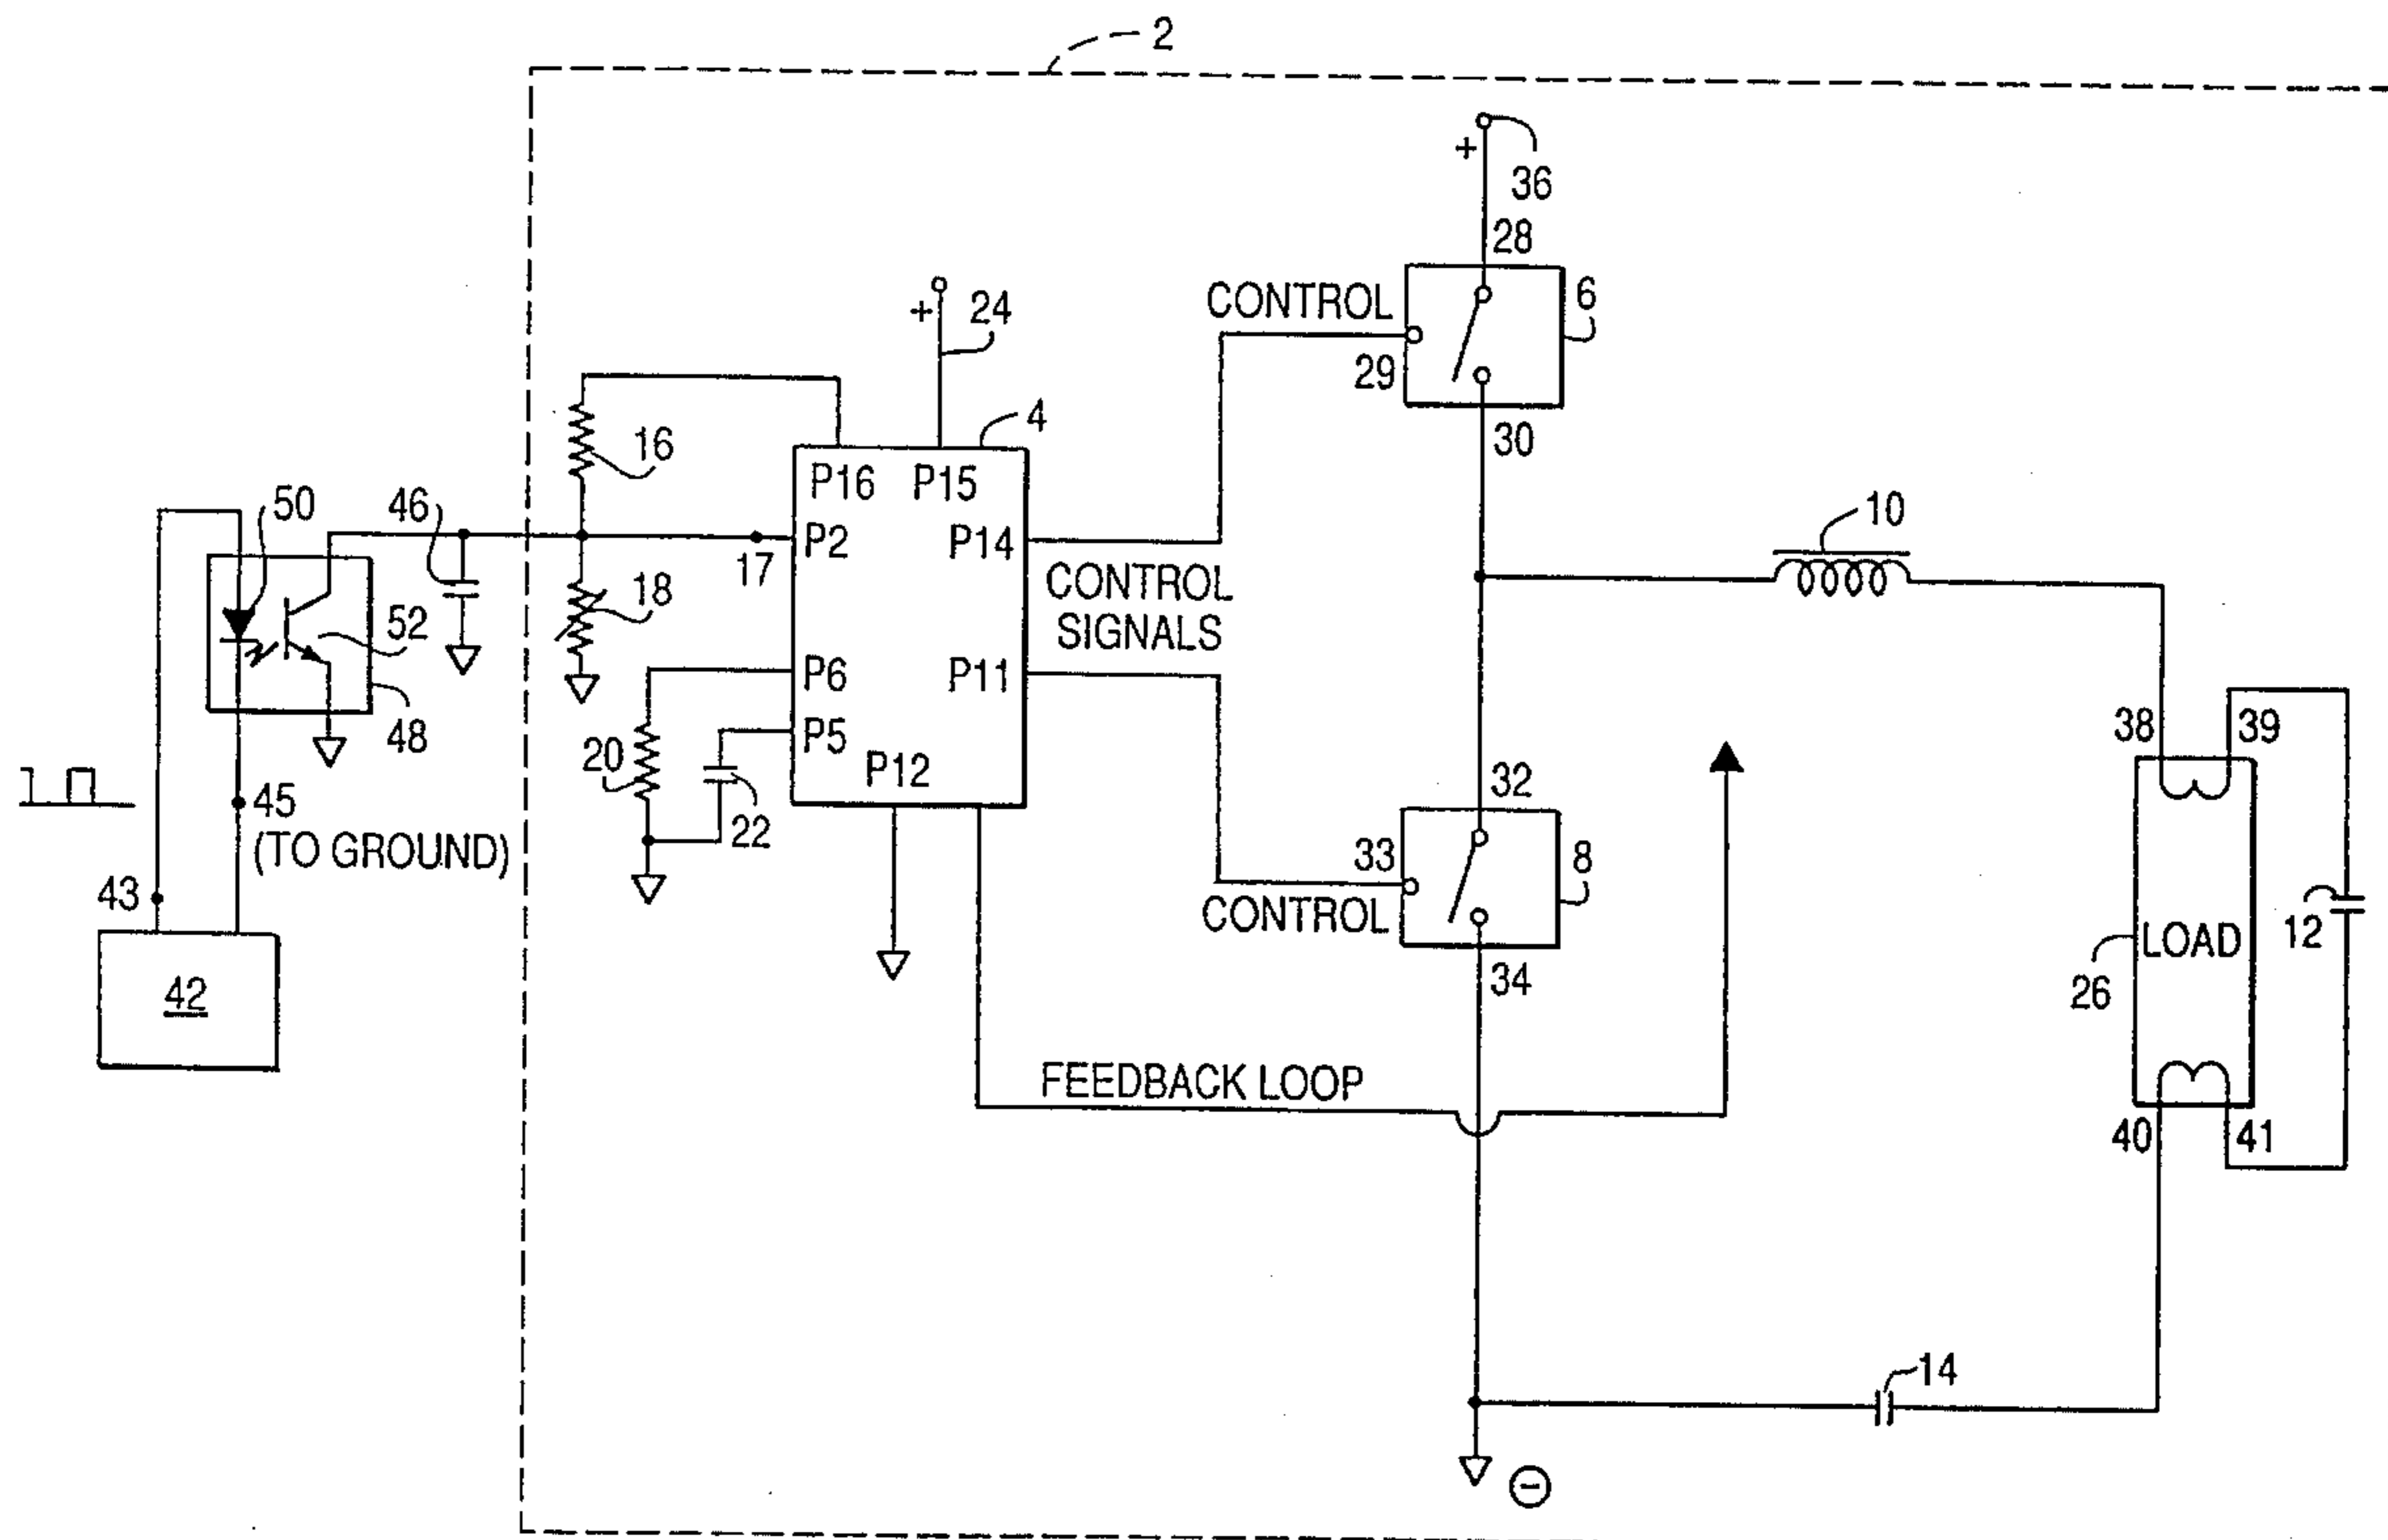 2
+
36
28
CONTROL
6
29
30
+
24
4
16
P16
P15
50
46
P2
17
P14
10
CONTROL
SIGNALS
18
52
48
P6
P11
P5
20
22
P12
38
39
32
45
(TO GROUND)
33
8
CONTROL
34
43
42
LOAD
12
26
FEEDBACK LOOP
40
41
14
-